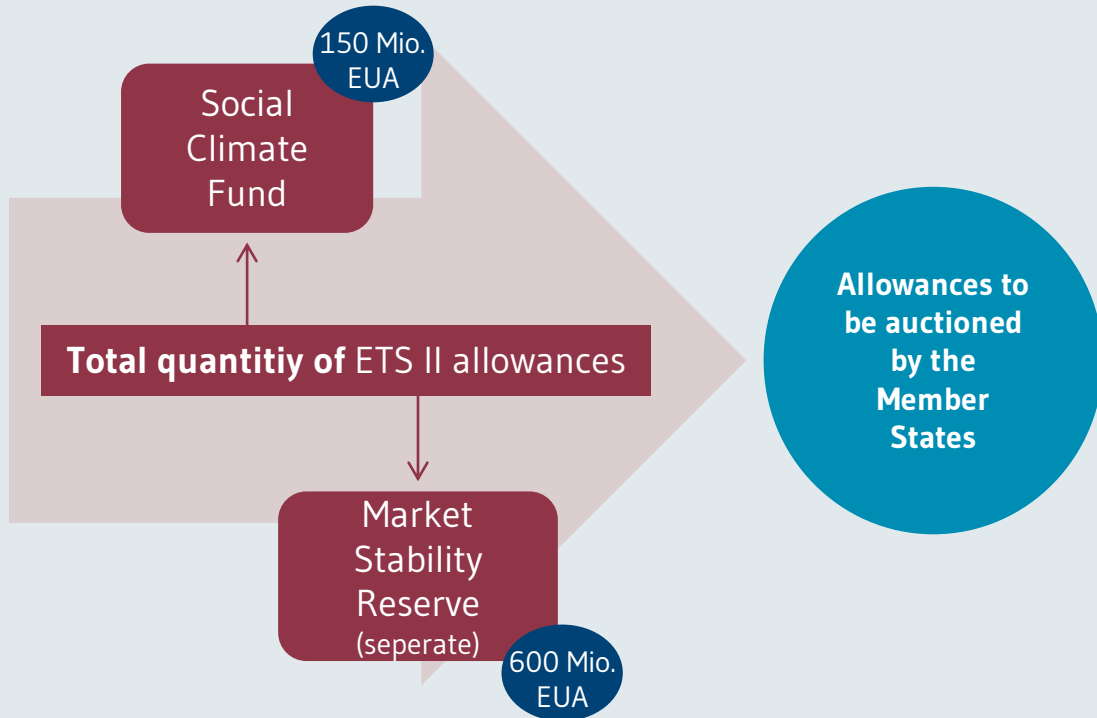 150 Mio.
EUA
Social
Climate
Fund
Total quantitiy of ETS II allowances
Allowances to
be auctioned
by the
Member
States
Market
Stability
Reserve
(seperate)
600 Mio.
EUA